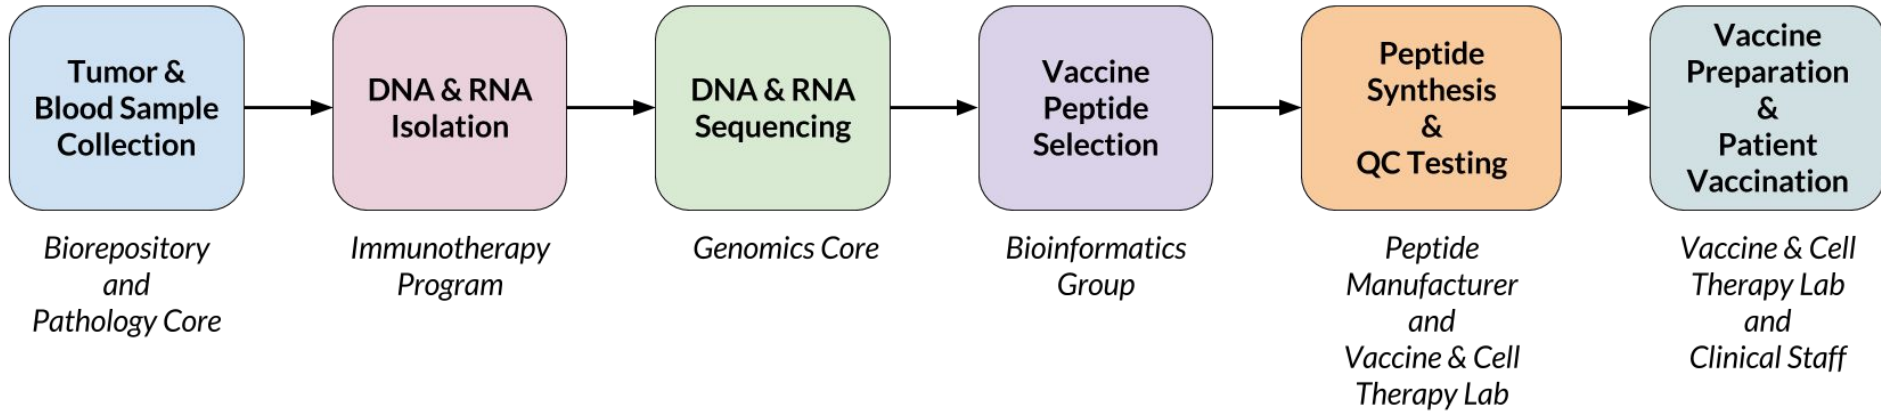 Tumor &
Blood Sample
Collection
DNA & RNA
Isolation
DNA & RNA
Sequencing
Vaccine
Peptide
Selection
Peptide
Synthesis
&
QC Testing
Vaccine
Preparation
&
Patient
Vaccination
Biorepository
and
Pathology Core
Immunotherapy
Program
Genomics Core
Bioinformatics
Group
Peptide
Manufacturer
and
Vaccine & Cell
Therapy Lab
Vaccine & Cell
Therapy Lab
and
Clinical Staff